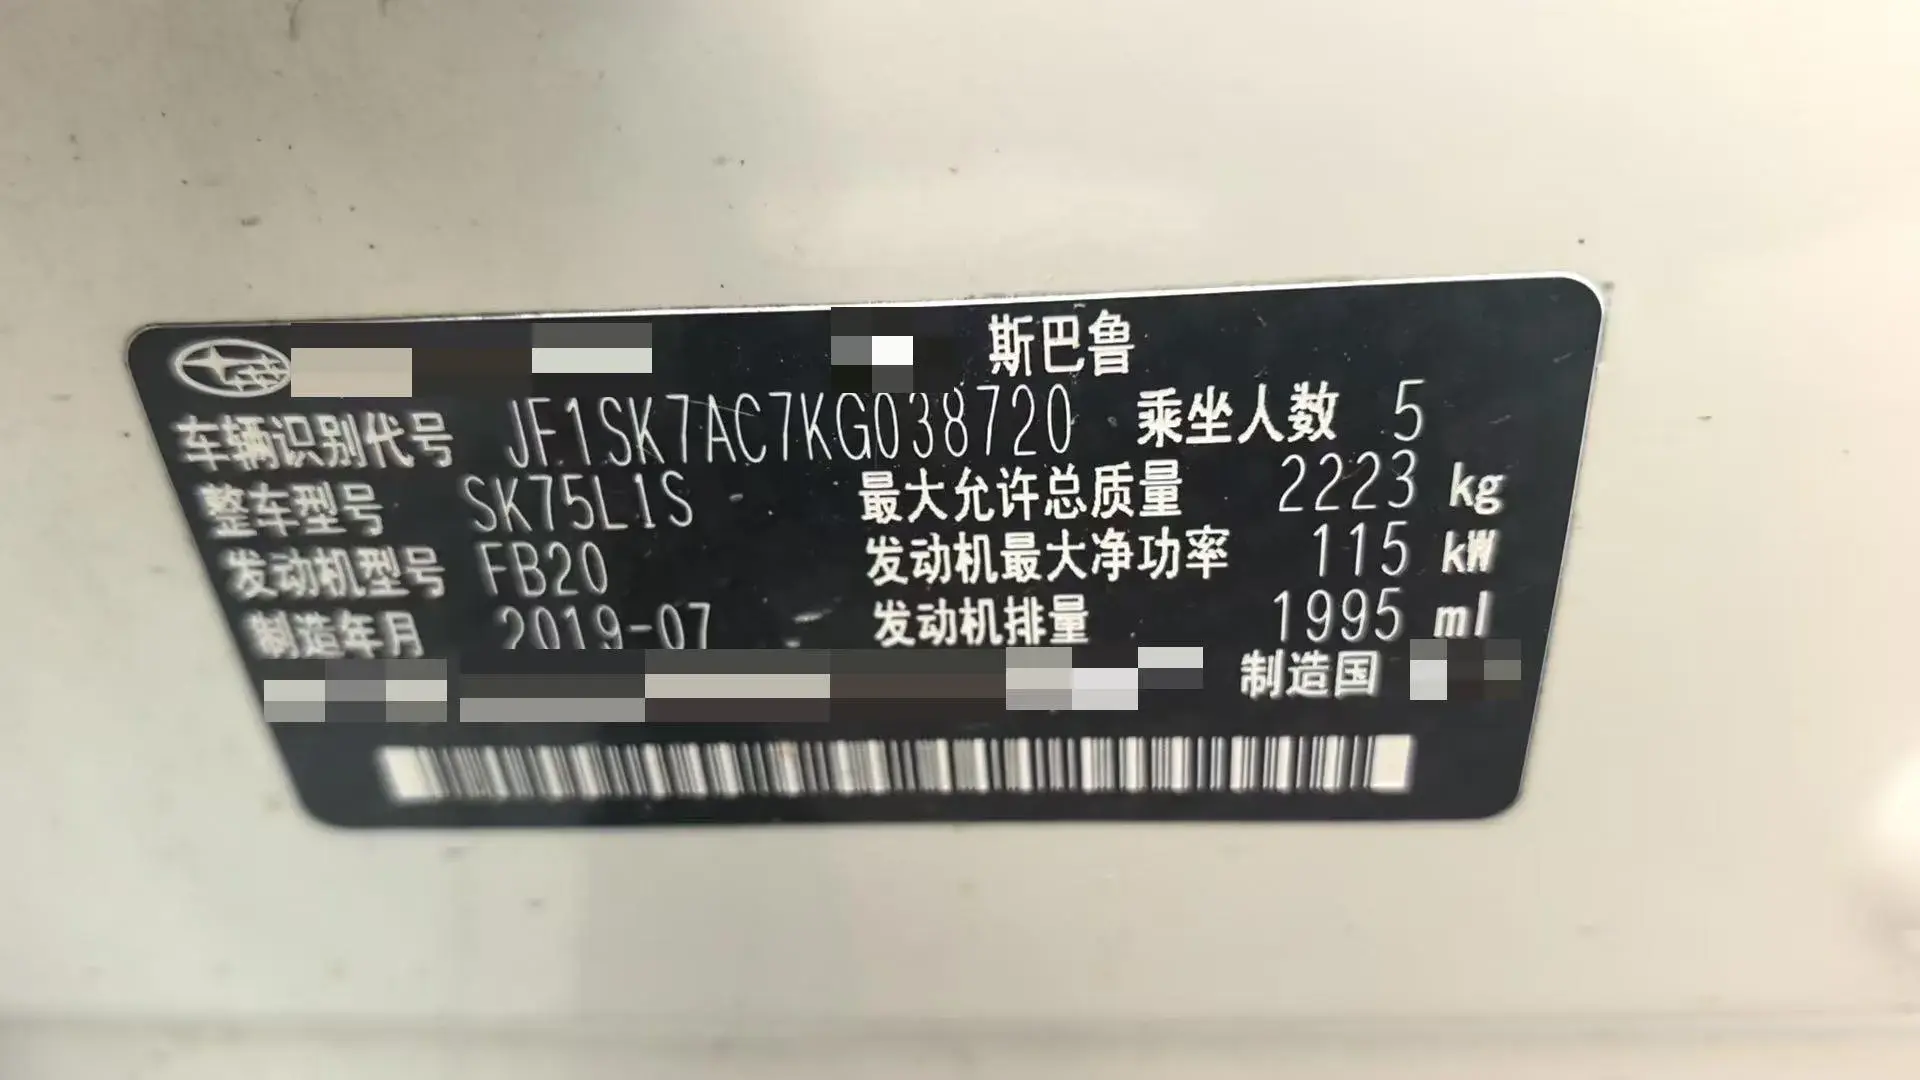 斯巴鲁
车辆识别代号 JF1SK7AC7KG038720 乘坐人数 5
整车型号 SK75L1S 最大允许总质量 2223 kg
发动机型号 FB20 发动机最大净功率 115 kW
制造年月 2019-07 发动机排量 1995 ml
制造国